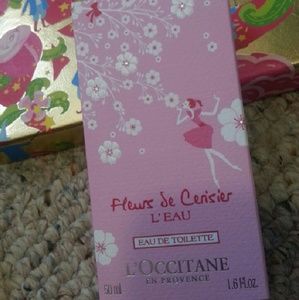 Fleurs de Cerisier
L'EAU
EAU DE TOILETTE
L'OCCITANE
EN PROVENCE
50 ml 1.6 Fl.oz.